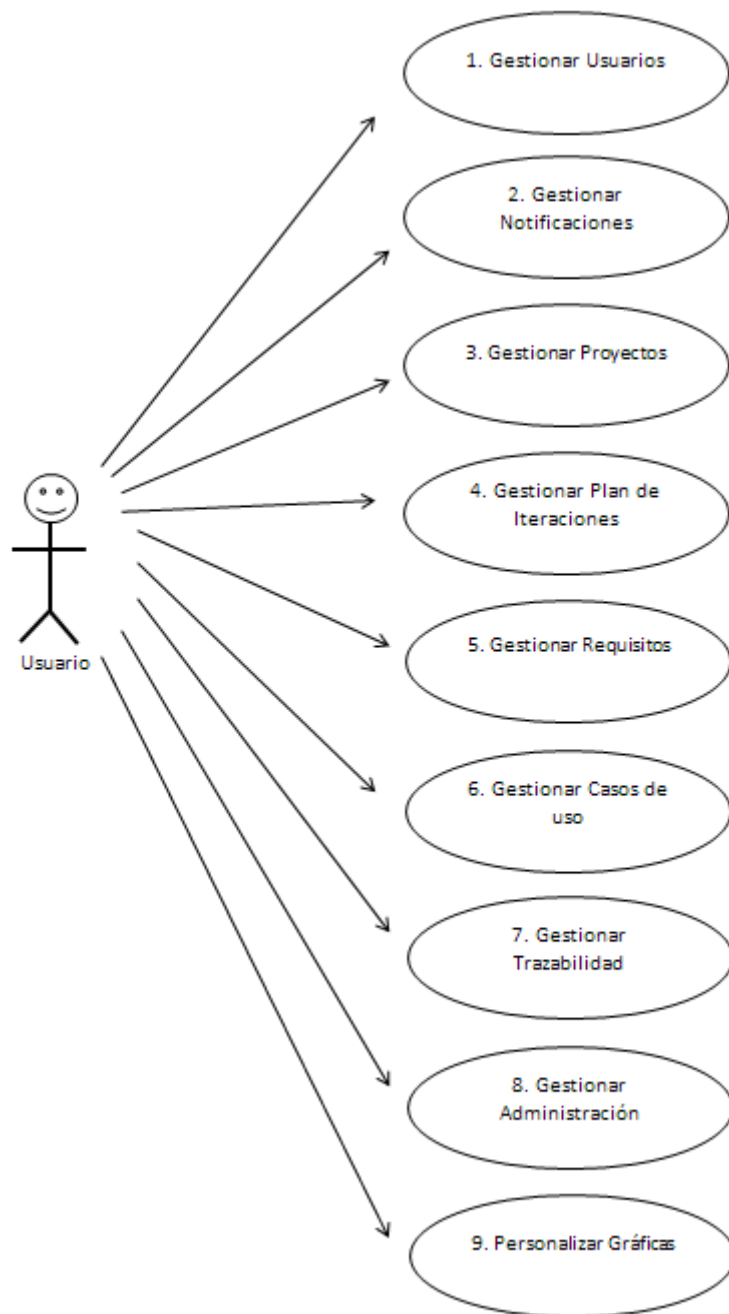 1. Gestionar Usuarios
2. Gestionar
Notificaciones
3. Gestionar Proyectos
4. Gestionar Plan de
Iteraciones
5. Gestionar Requisitos
Usuario
6. Gestionar Casos de
uso
7. Gestionar
Trazabilidad
8. Gestionar
Administración
9. Personalizar Gráficas